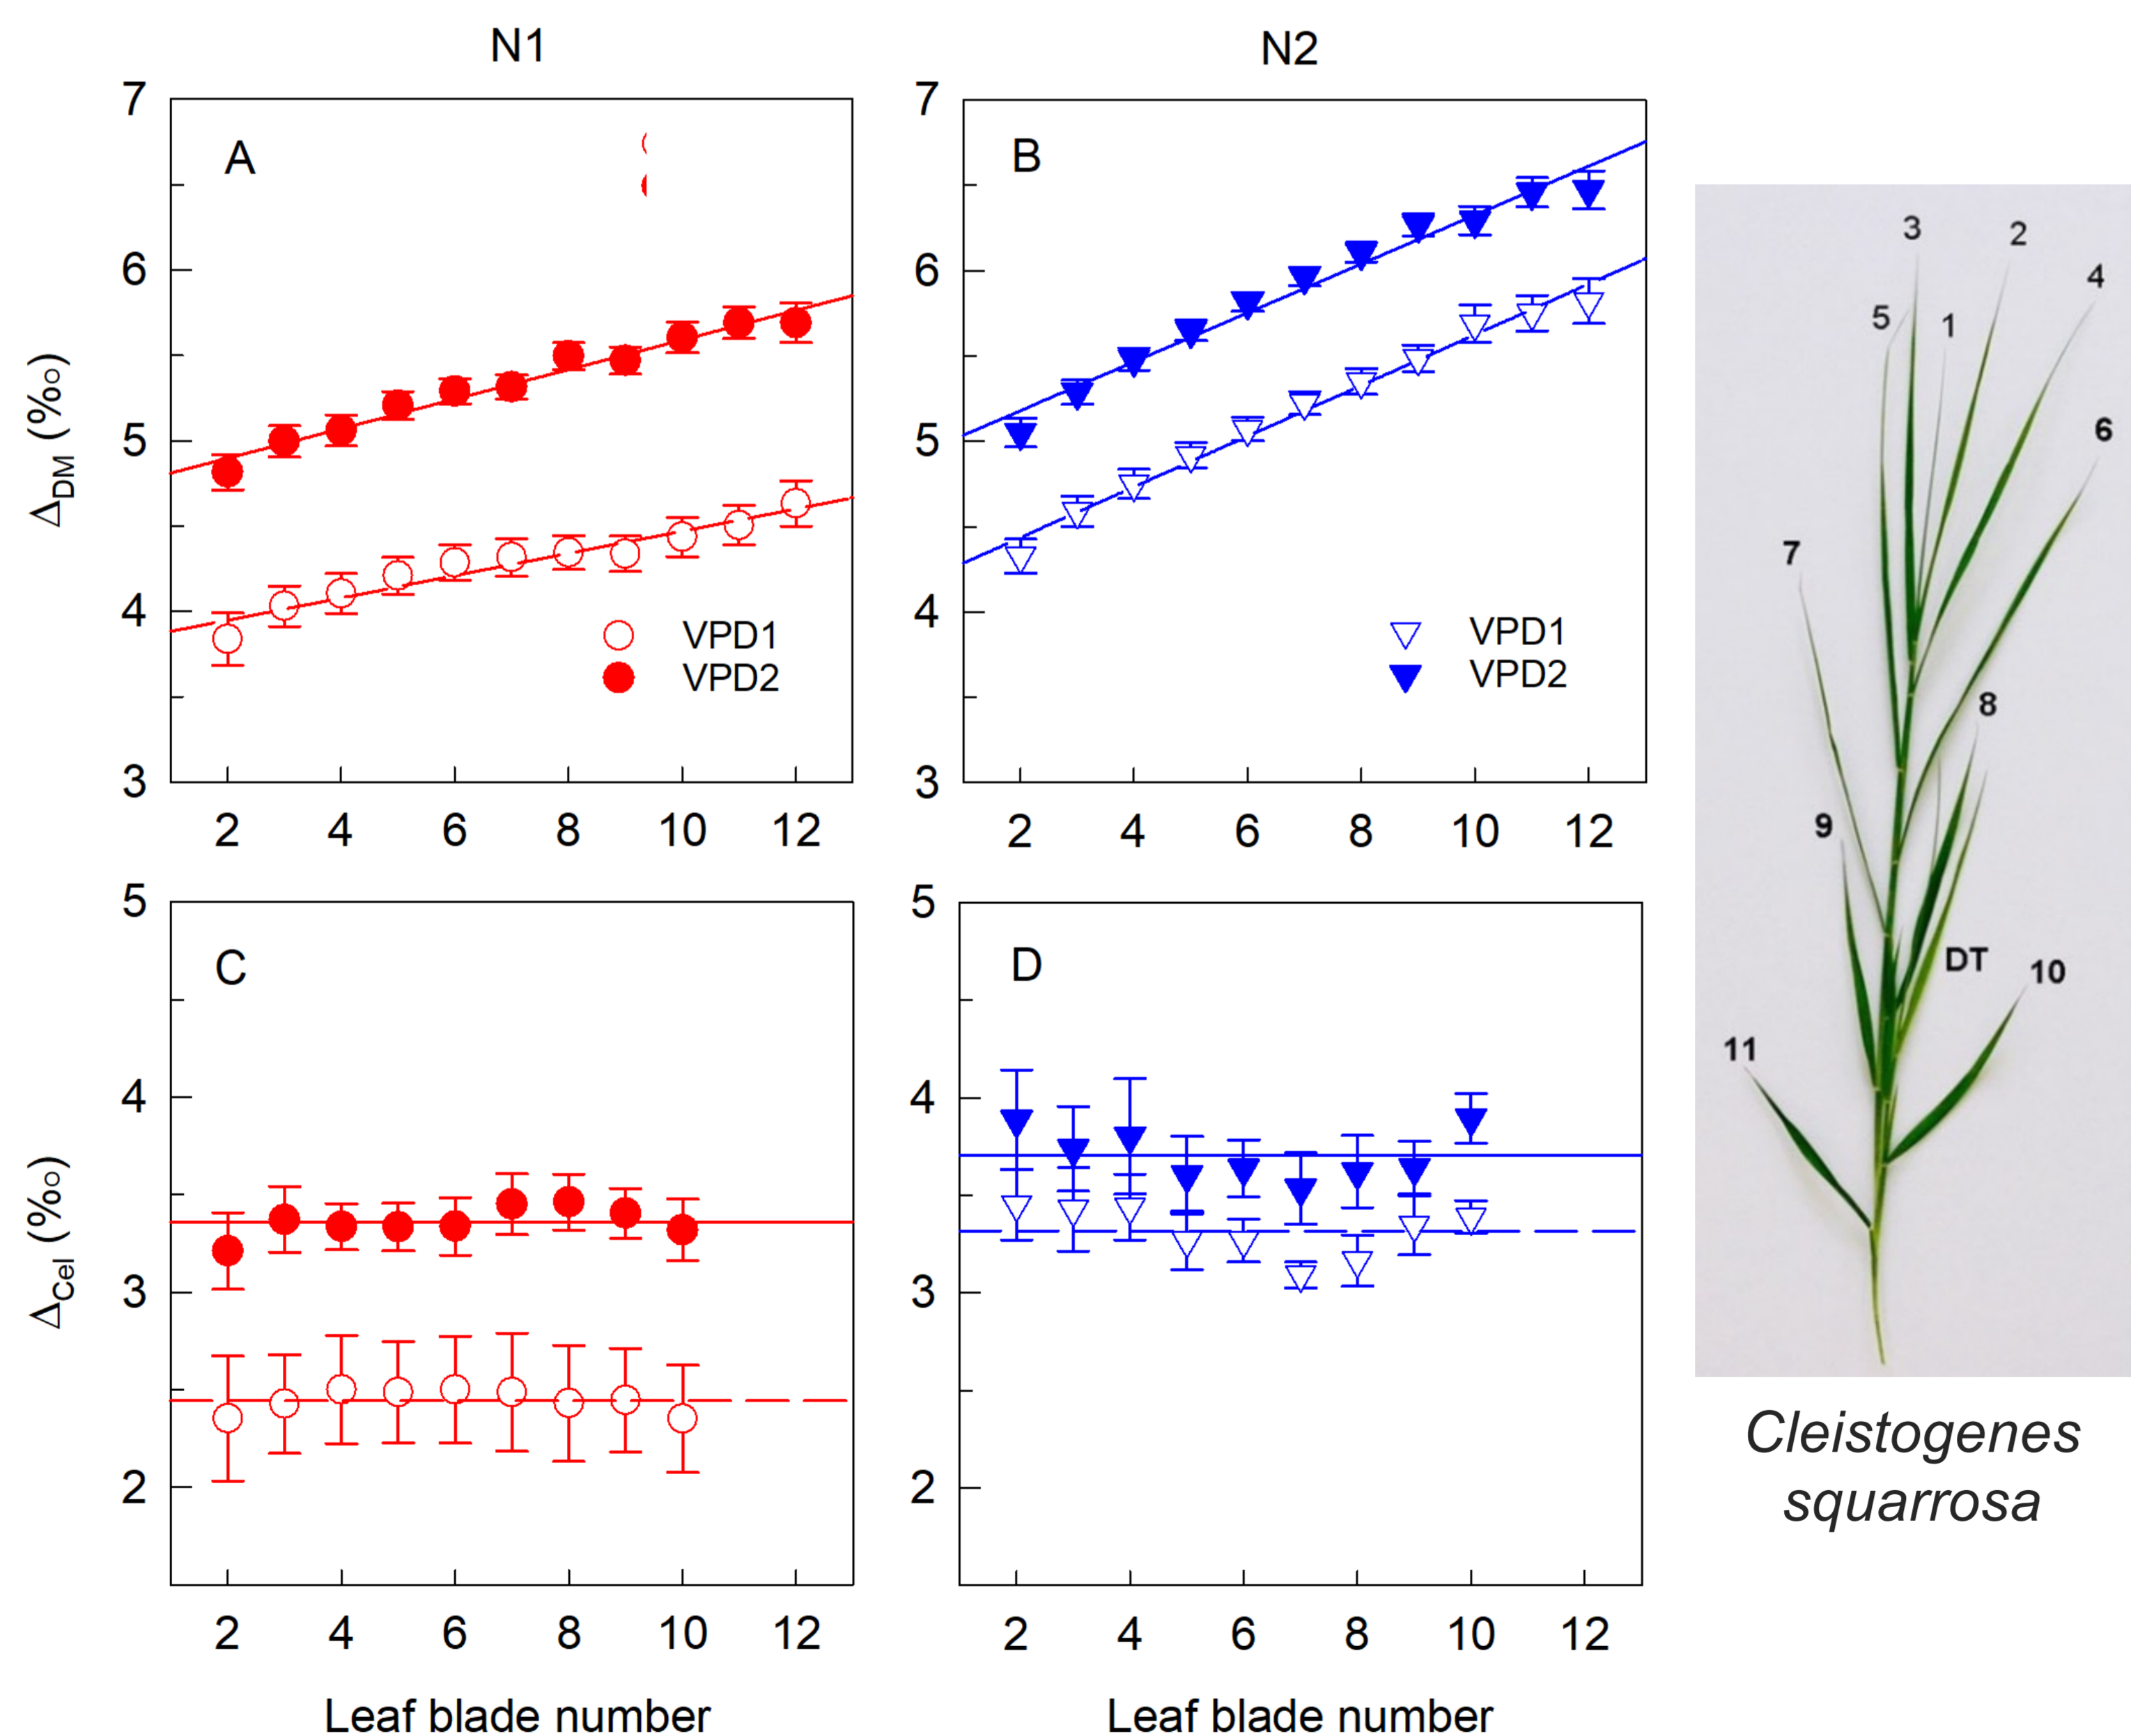 N1
N2
7
6
5
4
3
ΔDM (‰)
A
VPD1
VPD2
2 4 6 8 10 12
7
6
5
4
3
B
VPD1
VPD2
2 4 6 8 10 12
5
4
3
2
ΔCel (‰)
C
2 4 6 8 10 12
Leaf blade number
5
4
3
2
D
2 4 6 8 10 12
Leaf blade number
3
2
4
5
1
6
7
8
9
DT
10
11
Cleistogenes
squarrosa